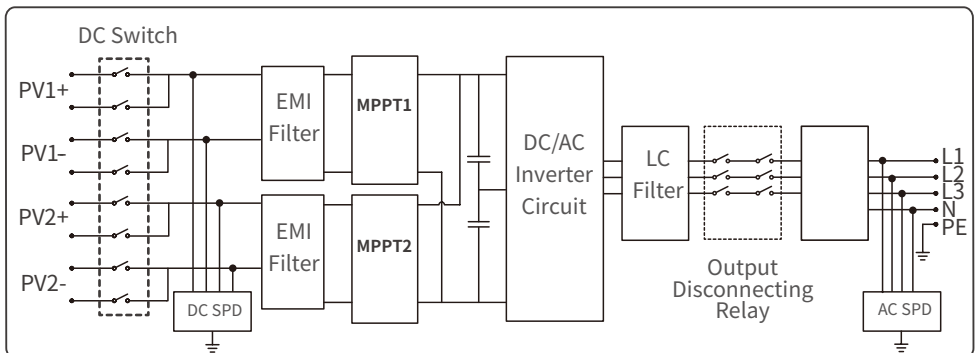 DC Switch
PV1+
PV1-
PV2+
PV2-
DC SPD
EMI
Filter
MPPT1
EMI
Filter
MPPT2
DC/AC
Inverter
Circuit
LC
Filter
Output
Disconnecting
Relay
L1
L2
L3
N
PE
AC SPD